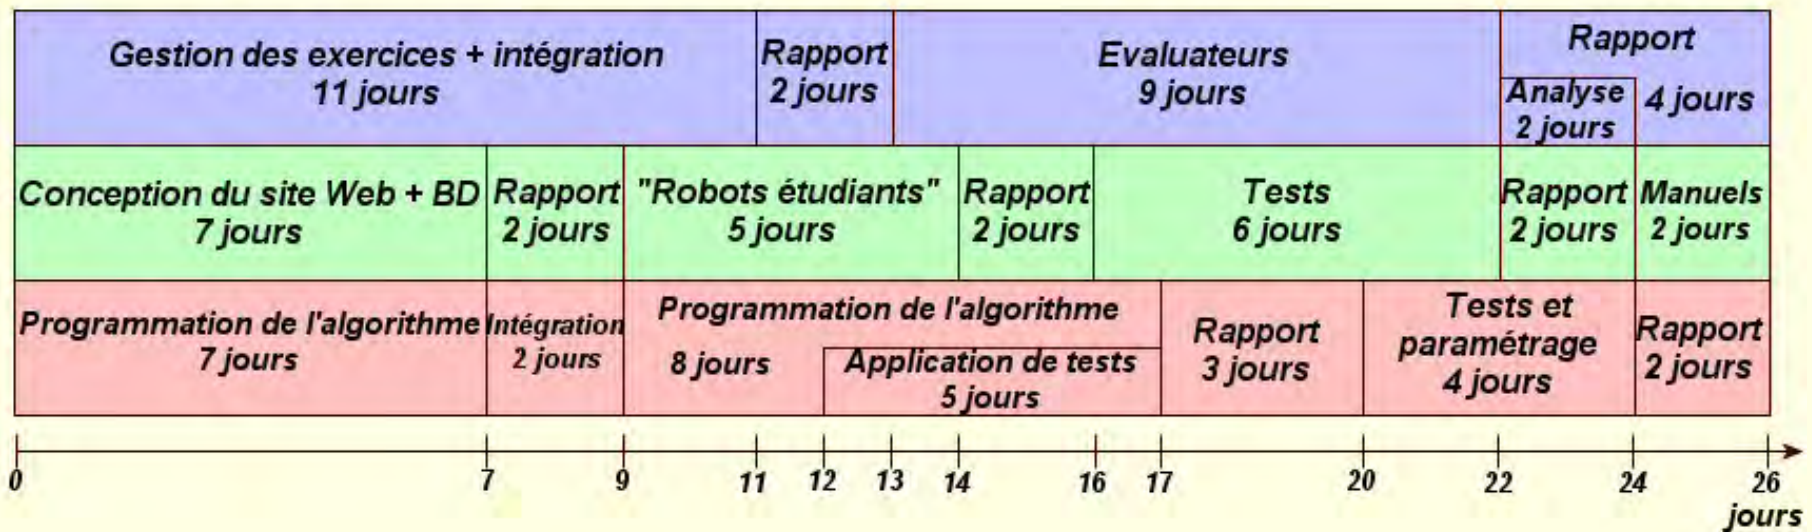 Gestion des exercices + intégration
11 jours
Rapport
2 jours
Evaluateurs
9 jours
Rapport
4 jours
Analyse
2 jours
Conception du site Web + BD
7 jours
Rapport
2 jours
"Robots étudiants"
5 jours
Rapport
2 jours
Tests
6 jours
Rapport
2 jours
Manuels
2 jours
Programmation de l'algorithme
7 jours
Intégration
2 jours
Programmation de l'algorithme
8 jours
Application de tests
5 jours
Rapport
3 jours
Tests et
paramétrage
4 jours
Rapport
2 jours
0 7 9 11 12 13 14 16 17 20 22 24 26
jours